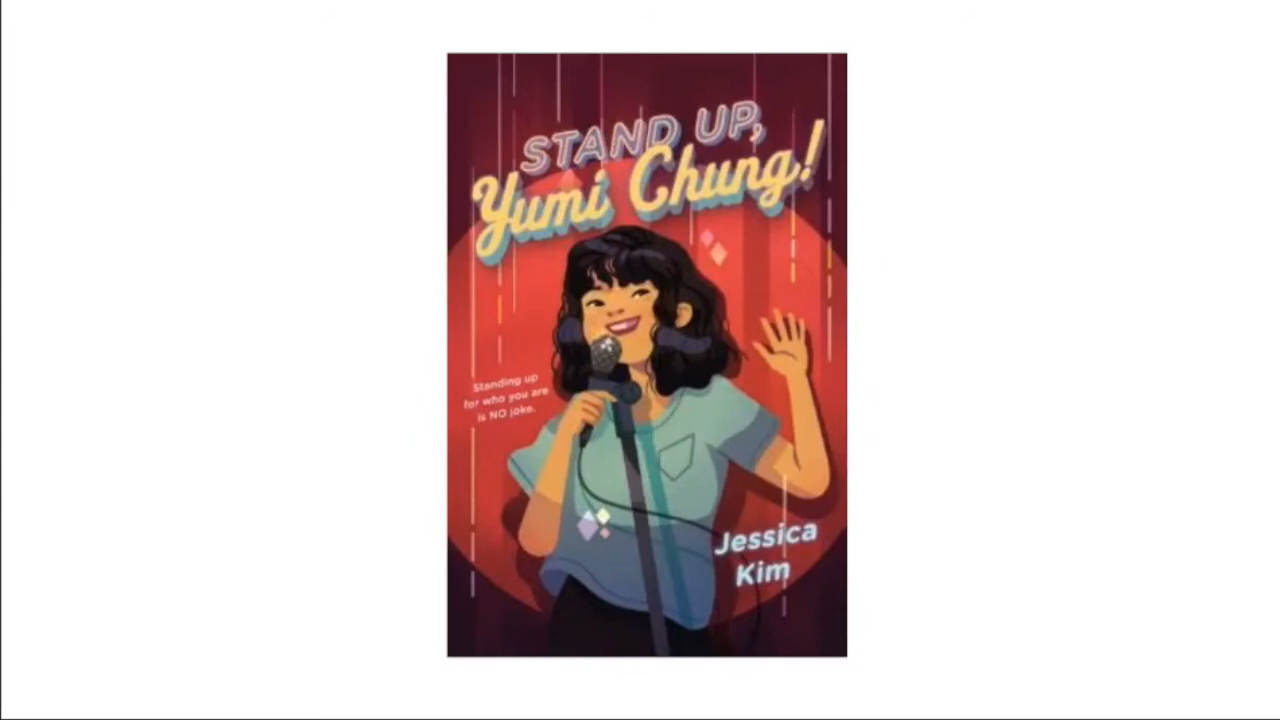 STAND UP,
Yumi Chung!
Standing up
for who you are
is NO joke.
Jessica
Kim